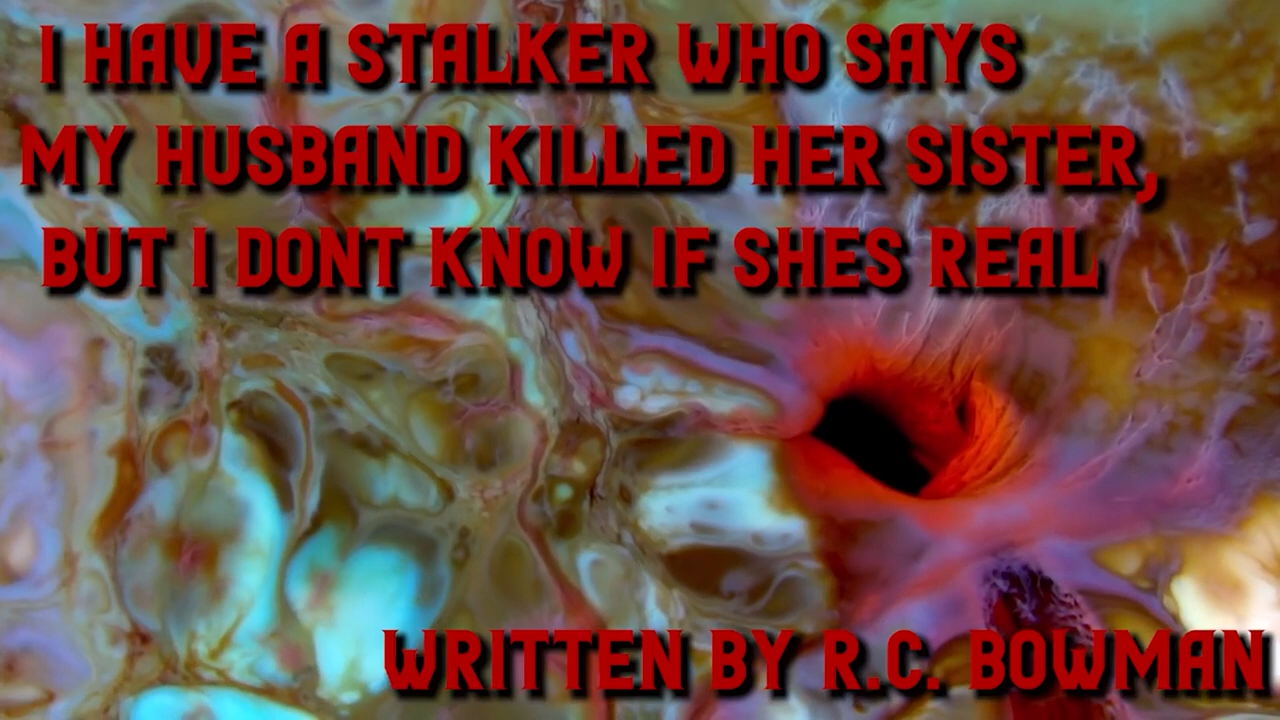 I HAVE A STALKER WHO SAYS
MY HUSBAND KILLED HER SISTER,
BUT I DONT KNOW IF SHES REAL
WRITTEN BY R.C. BOWMAN